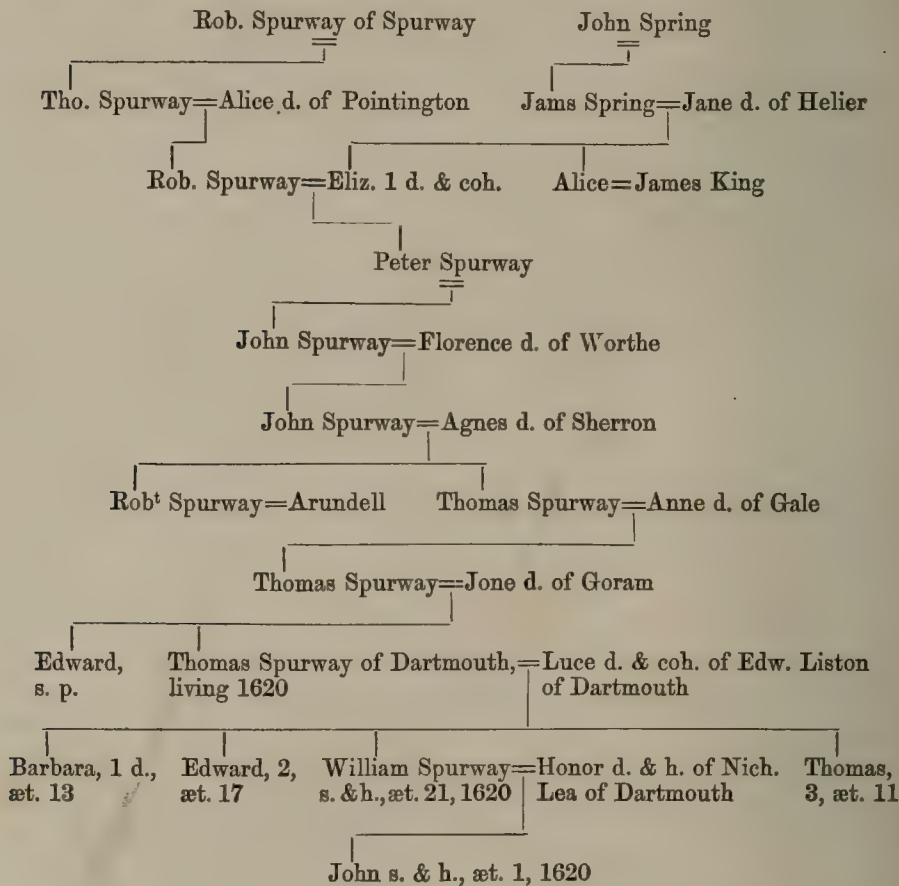 Rob. Spurway of Spurway John Spring
Tho. Spurway=Alice d. of Pointington Jams Spring=Jane d. of Helier
Rob. Spurway=Eliz. 1 d. & coh. Alice=James King
Peter Spurway
John Spurway=Florence d. of Worthe
John Spurway=Agnes d. of Sherron
Robt Spurway=Arundell Thomas Spurway=Anne d. of Gale
Thomas Spurway=Jone d. of Goram
Edward, Thomas Spurway of Dartmouth,=Luce d. & coh. of Edw. Liston
s. p. living 1620 of Dartmouth
Barbara, 1 d., Edward, 2, William Spurway=Honor d. & h. of Nich. Thomas,
æt. 13 æt. 17 s. &h., æt. 21, 1620 Lea of Dartmouth 3, æt. 11
John s. & h., æt. 1, 1620